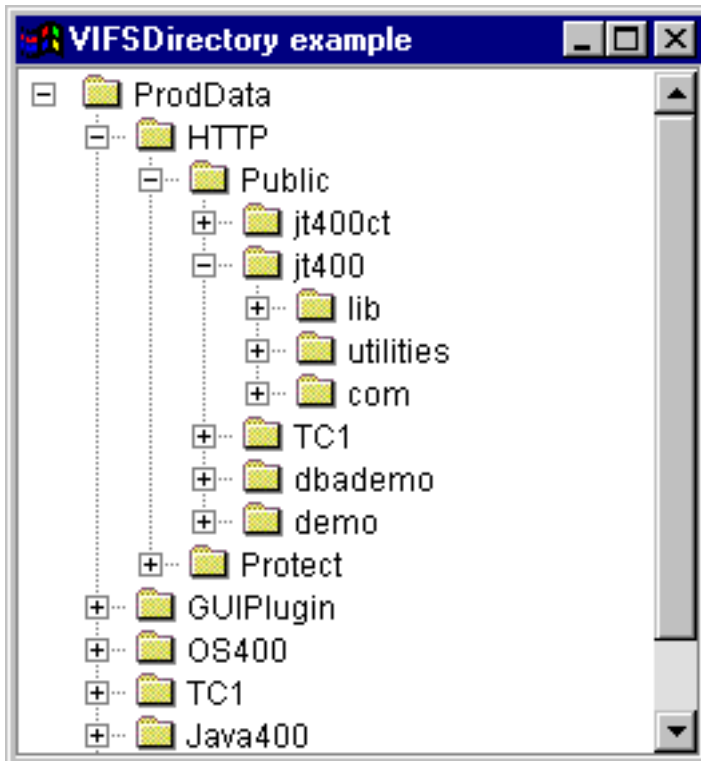 VIFSDirectory example
ProdData
HTTP
Public
jt400ct
jt400
lib
utilities
com
TC1
dbademo
demo
Protect
GUIPlugin
OS400
TC1
Java400